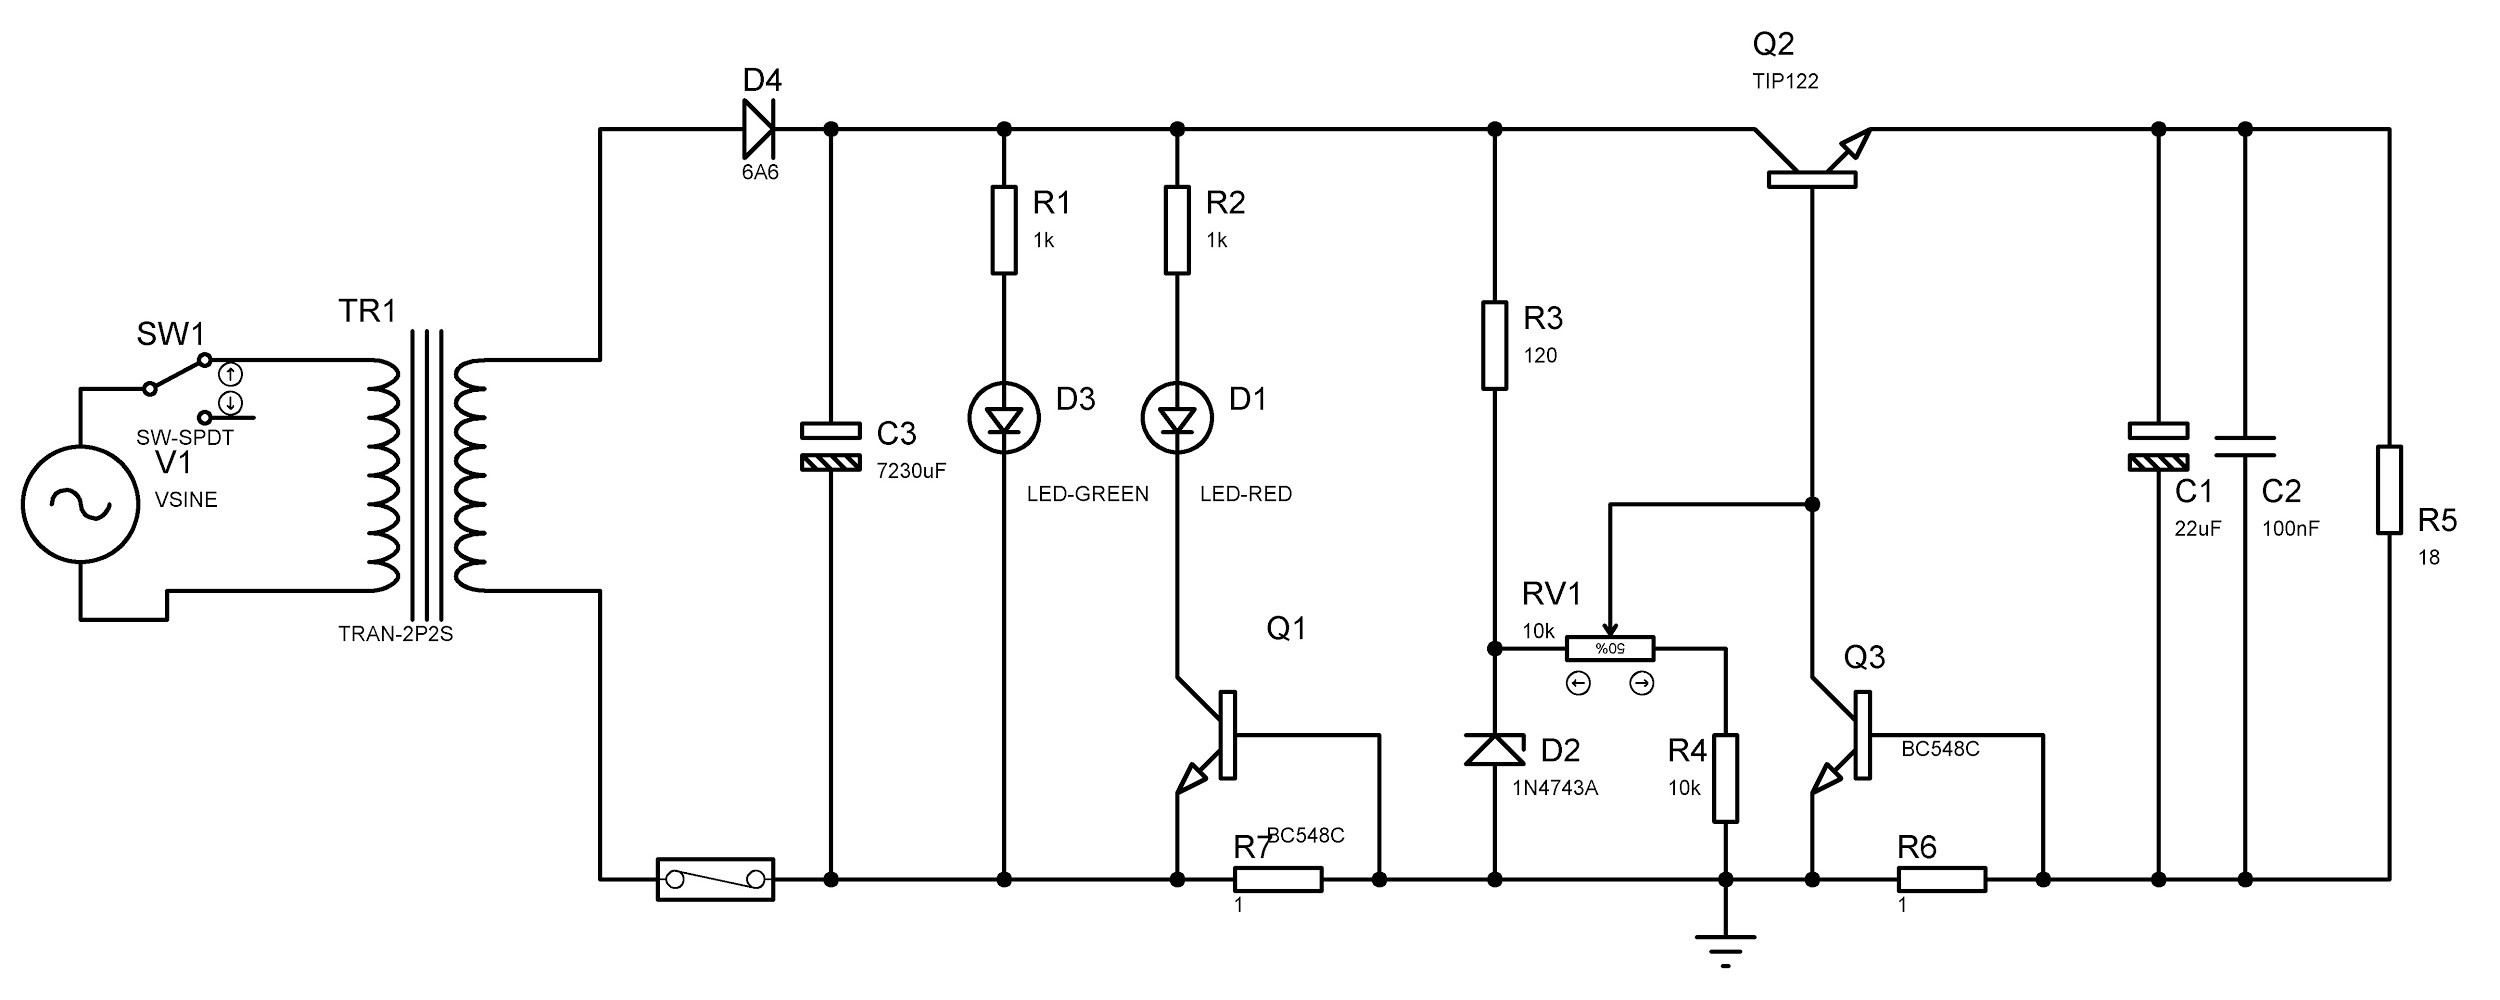 Q2
TIP122
D4
6A6
R1
1k
R2
1k
TR1
SW1
SW-SPDT
V1
VSINE
TRAN-2P2S
R3
120
D3
LED-GREEN
D1
LED-RED
C3
7230uF
C1
22uF
C2
100nF
R5
18
RV1
10k
50%
Q1
BC548C
Q3
BC548C
D2
1N4743A
R4
10k
R7
1
R6
1